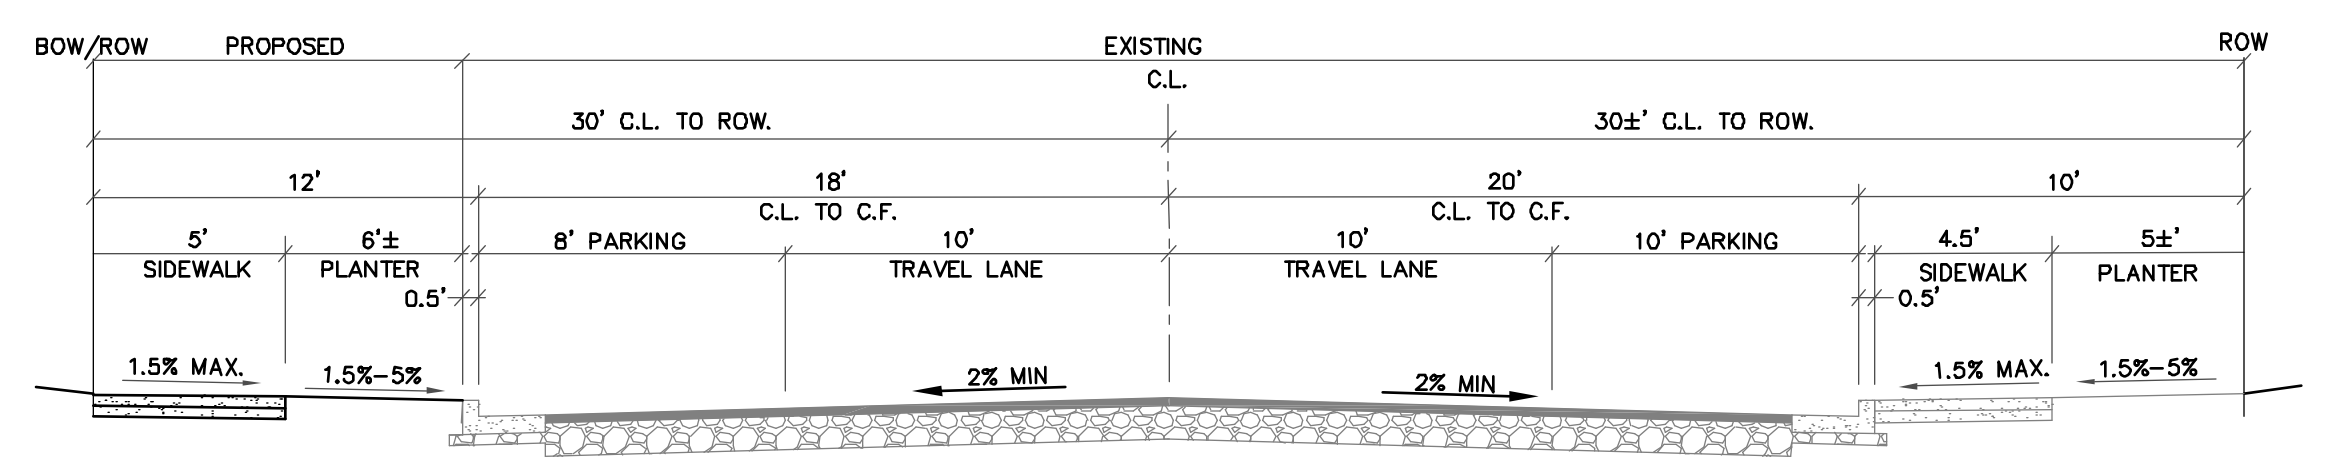 BOW/ROW PROPOSED EXISTING ROW
C.L.
30' C.L. TO ROW. 30±' C.L. TO ROW.
12' 18' 20' 10'
C.L. TO C.F. C.L. TO C.F.
5' 6'± 8' PARKING 10' 10' 10' PARKING 4.5' 5±'
SIDEWALK PLANTER TRAVEL LANE TRAVEL LANE SIDEWALK PLANTER
0.5' 0.5'
1.5% MAX. 1.5%-5% 2% MIN 2% MIN 1.5% MAX. 1.5%-5%